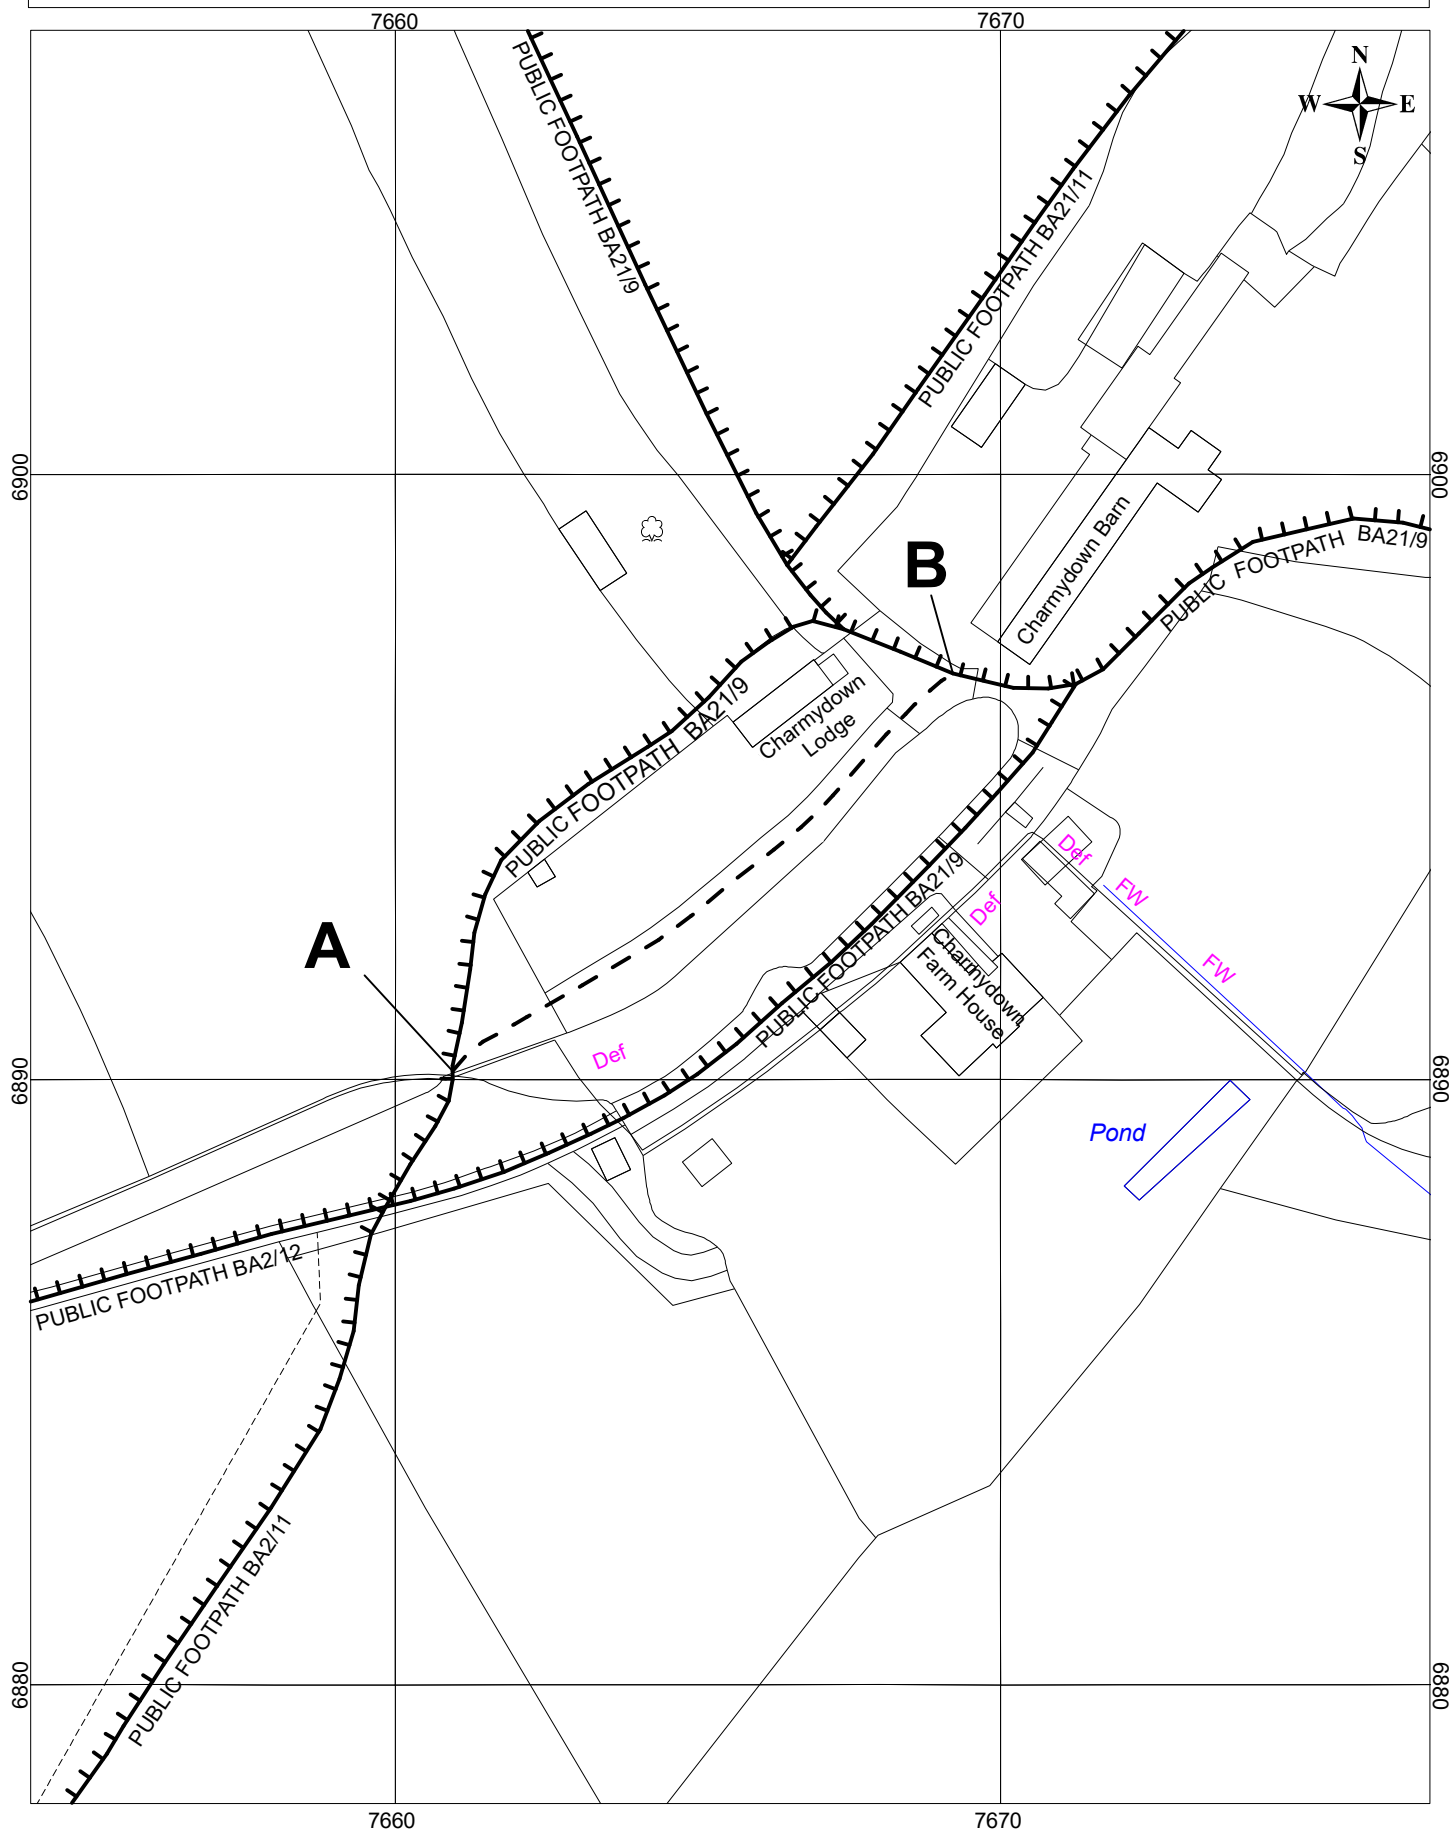 7660
7670
N
W
E
S
PUBLIC FOOTPATH BA21/9
PUBLIC FOOTPATH BA21/11
6900
6900
Charmydown Barn
PUBLIC FOOTPATH BA21/9
B
PUBLIC FOOTPATH BA21/9
Charmydown
Lodge
Def
FW
PUBLIC FOOTPATH BA21/9
Def
A
Charmydown
Farm House
FW
Def
6890
6890
Pond
PUBLIC FOOTPATH BA2/12
PUBLIC FOOTPATH BA2/11
6880
6880
7660
7670